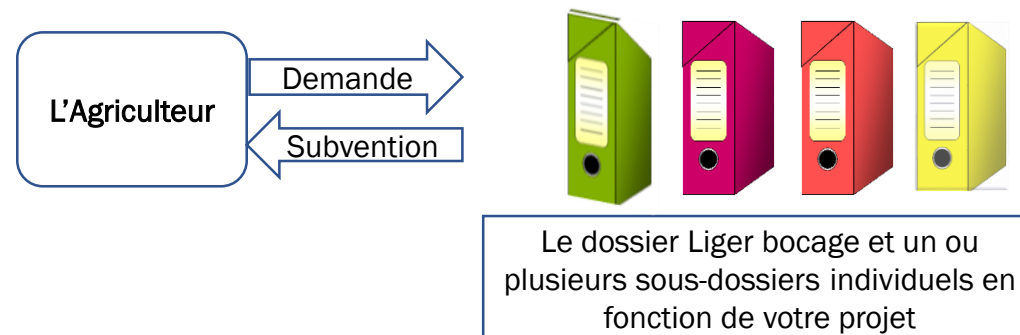 L'Agriculteur
Demande
Subvention
Le dossier Liger bocage et un ou
plusieurs sous-dossiers individuels en
fonction de votre projet